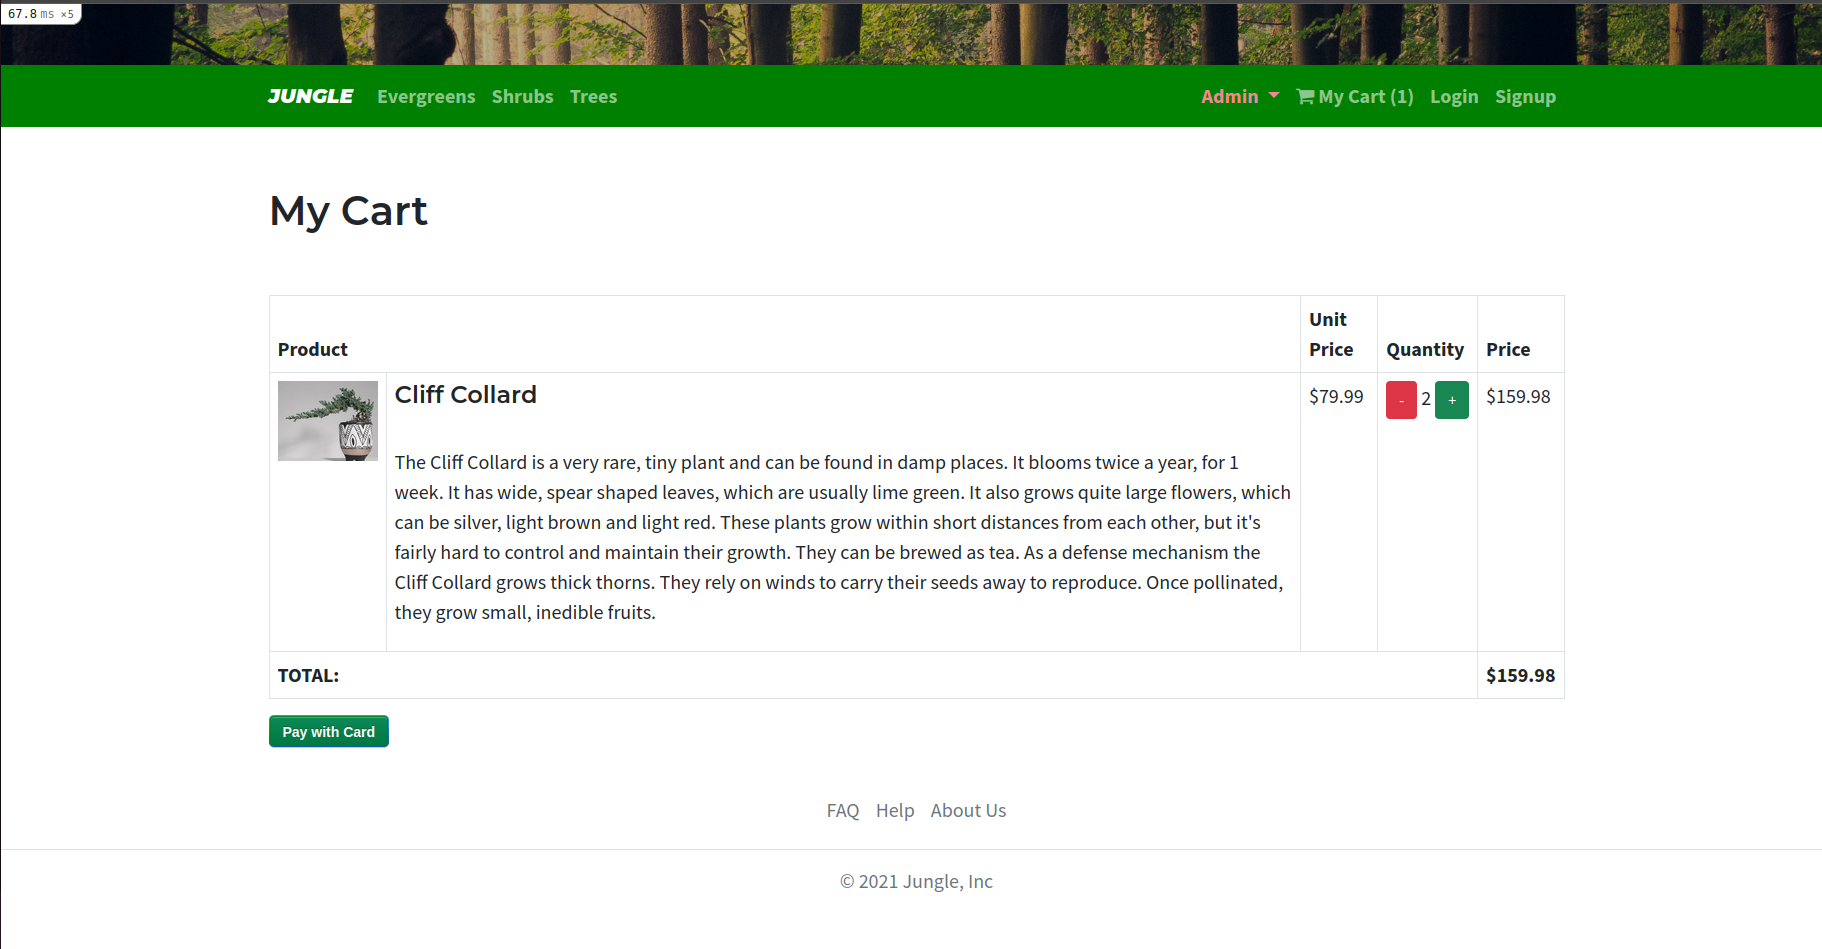 67.8 ms ×5
JUNGLE Evergreens Shrubs Trees Admin My Cart (1) Login Signup
My Cart
Product Unit Price Quantity Price
Cliff Collard $79.99 - 2 + $159.98
The Cliff Collard is a very rare, tiny plant and can be found in damp places. It blooms twice a year, for 1
week. It has wide, spear shaped leaves, which are usually lime green. It also grows quite large flowers, which
can be silver, light brown and light red. These plants grow within short distances from each other, but it's
fairly hard to control and maintain their growth. They can be brewed as tea. As a defense mechanism the
Cliff Collard grows thick thorns. They rely on winds to carry their seeds away to reproduce. Once pollinated,
they grow small, inedible fruits.
TOTAL: $159.98
Pay with Card
FAQ Help About Us
© 2021 Jungle, Inc